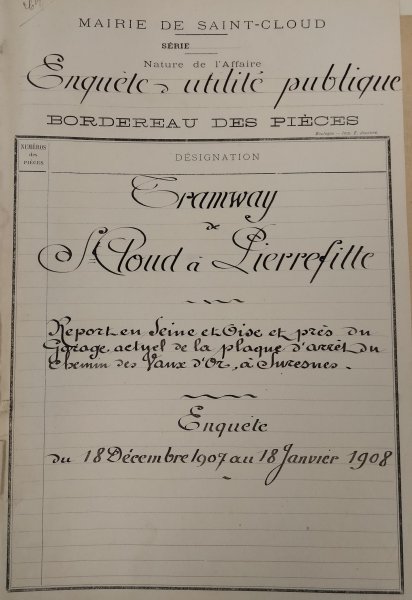 MAIRIE DE SAINT-CLOUD
SÉRIE
Nature de l'Affaire
Enquête d'utilité publique
BORDEREAU DES PIÈCES
NUMÉROS
des
PIÈCES
DÉSIGNATION
Tramway
de
St Cloud à Pierrefitte
Report en Seine et Oise et près du
Garage actuel de la plaque d'arrêt du
Chemin des Vaux d'Or, à Suresnes.
Enquête
du 18 Décembre 1907 au 18 Janvier 1908